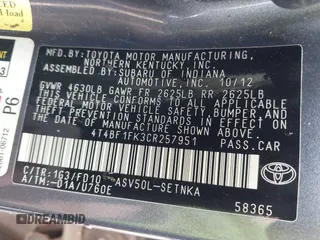 BY: TOYOTA MOTOR MANUFACTURING,
NORTHERN KENTUCKY, INC.
ASSEMBLED BY: SUBARU OF INDIANA
AUTOMOTIVE, INC. 10/12
GVWR 4630LB GAWR FR 2625LB RR 2625LB
THIS VEHICLE CONFORMS TO ALL APPLICABLE
FEDERAL MOTOR VEHICLE SAFETY, BUMPER, AND
THEFT PREVENTION STANDARDS IN EFFECT ON
THE DATE OF MANUFACTURE SHOWN ABOVE.
4T4BF1FK3CR257951 PASS.CAR
C/TR: 1G3/FD10 ASV50L-SETNKA
A/TM: -01A/U760E
TOYOTA
58365
load
P6
DREAMBID